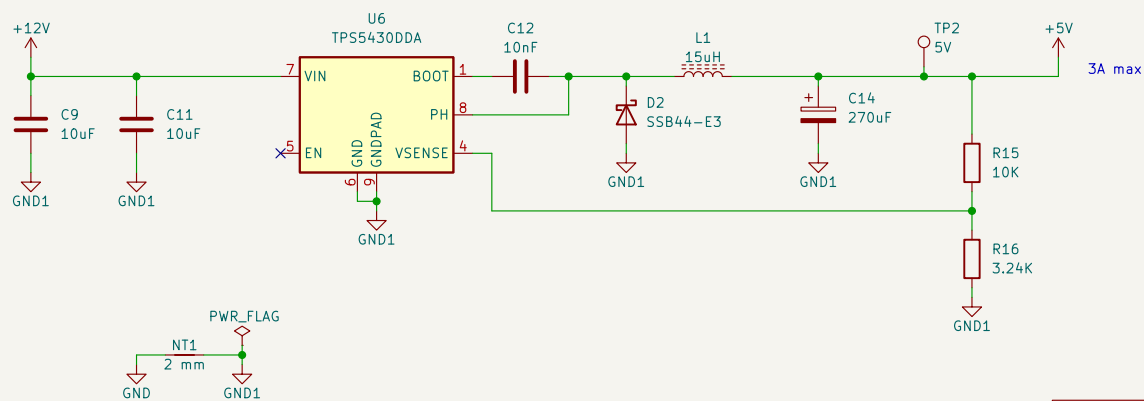 +12V
C9
10uF
GND1
C11
10uF
GND1
U6
TPS5430DDA
7
VIN
BOOT
1
PH
8
5
EN
VSENSE
4
GND
GNDPAD
6
9
GND1
C12
10nF
D2
SSB44-E3
GND1
L1
15uH
+
C14
270uF
GND1
TP2
5V
+5V
3A max
R15
10K
R16
3.24K
GND1
PWR_FLAG
NT1
2 mm
GND
GND1